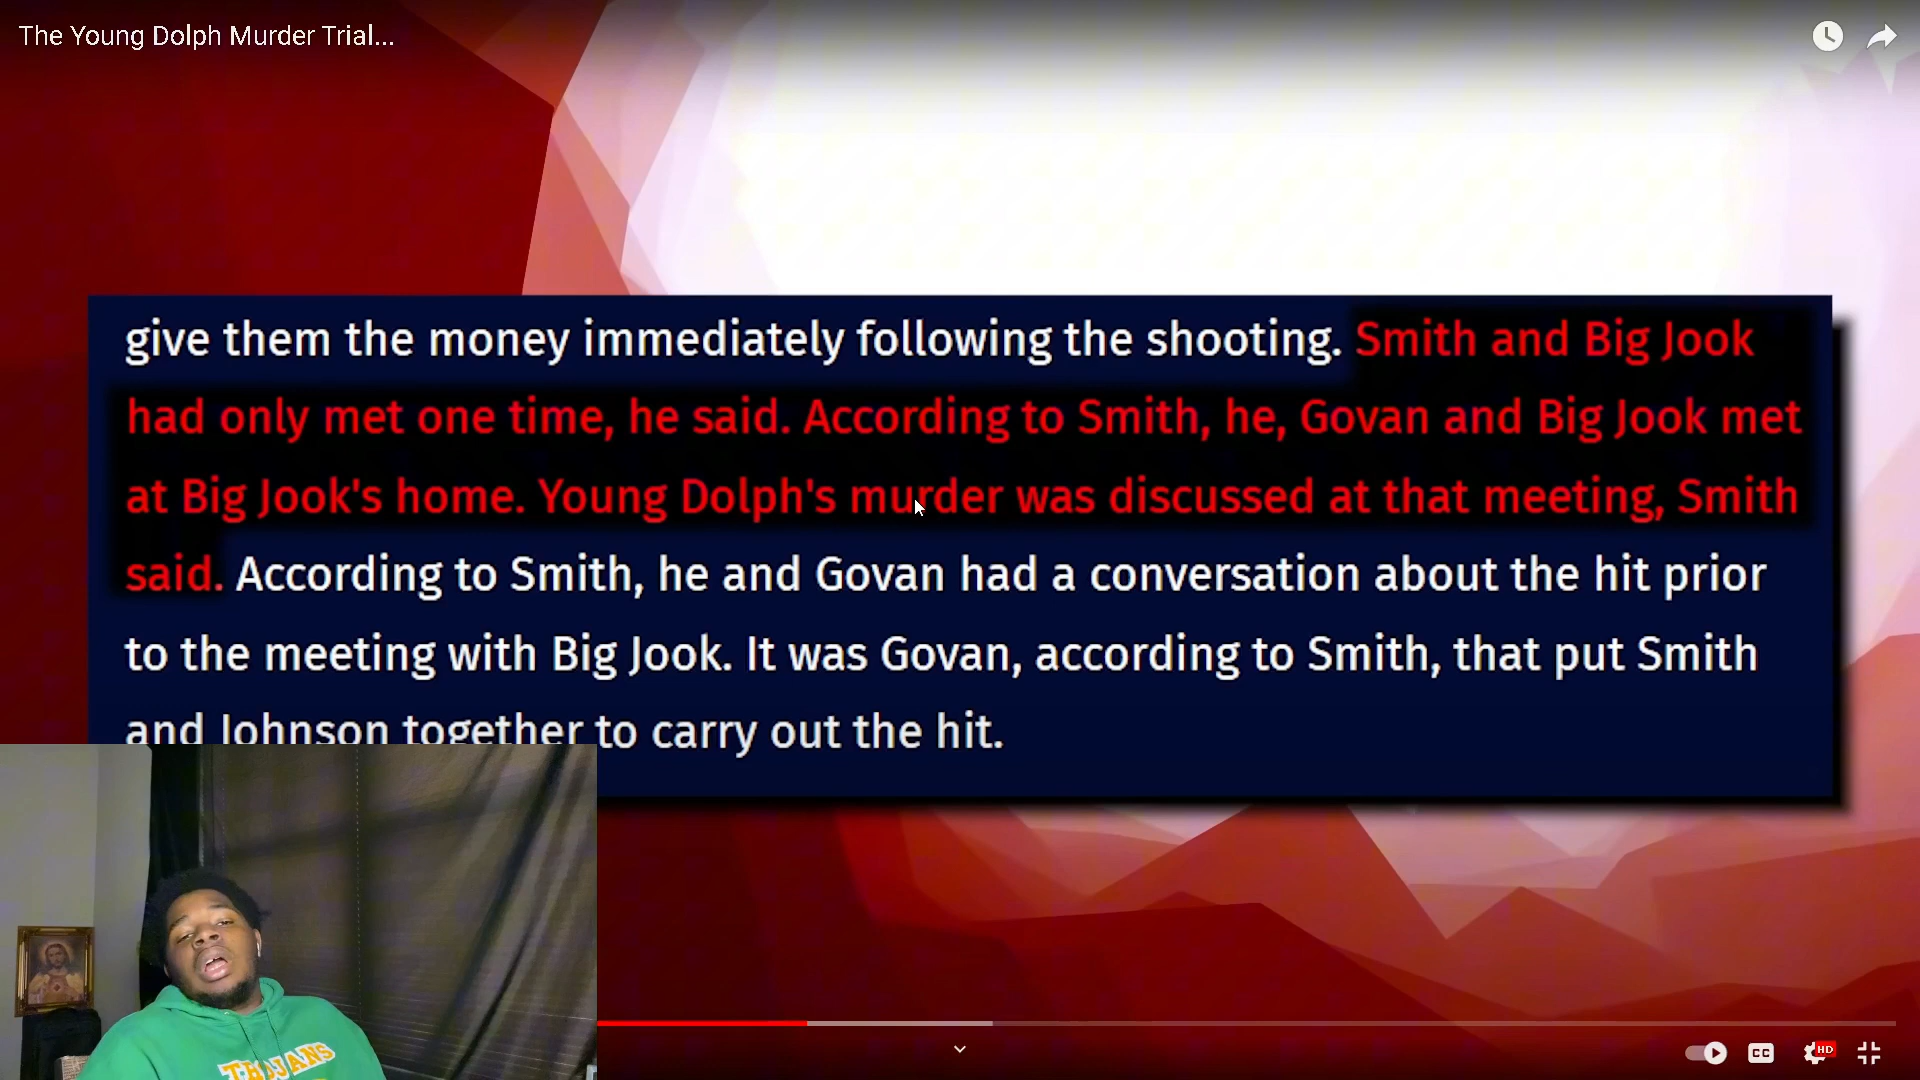 The Young Dolph Murder Trial...
give them the money immediately following the shooting. Smith and Big Jook
had only met one time, he said. According to Smith, he, Govan and Big Jook met
at Big Jook's home. Young Dolph's murder was discussed at that meeting, Smith
said. According to Smith, he and Govan had a conversation about the hit prior
to the meeting with Big Jook. It was Govan, according to Smith, that put Smith
and Johnson together to carry out the hit.
TROJANS
CC
HD